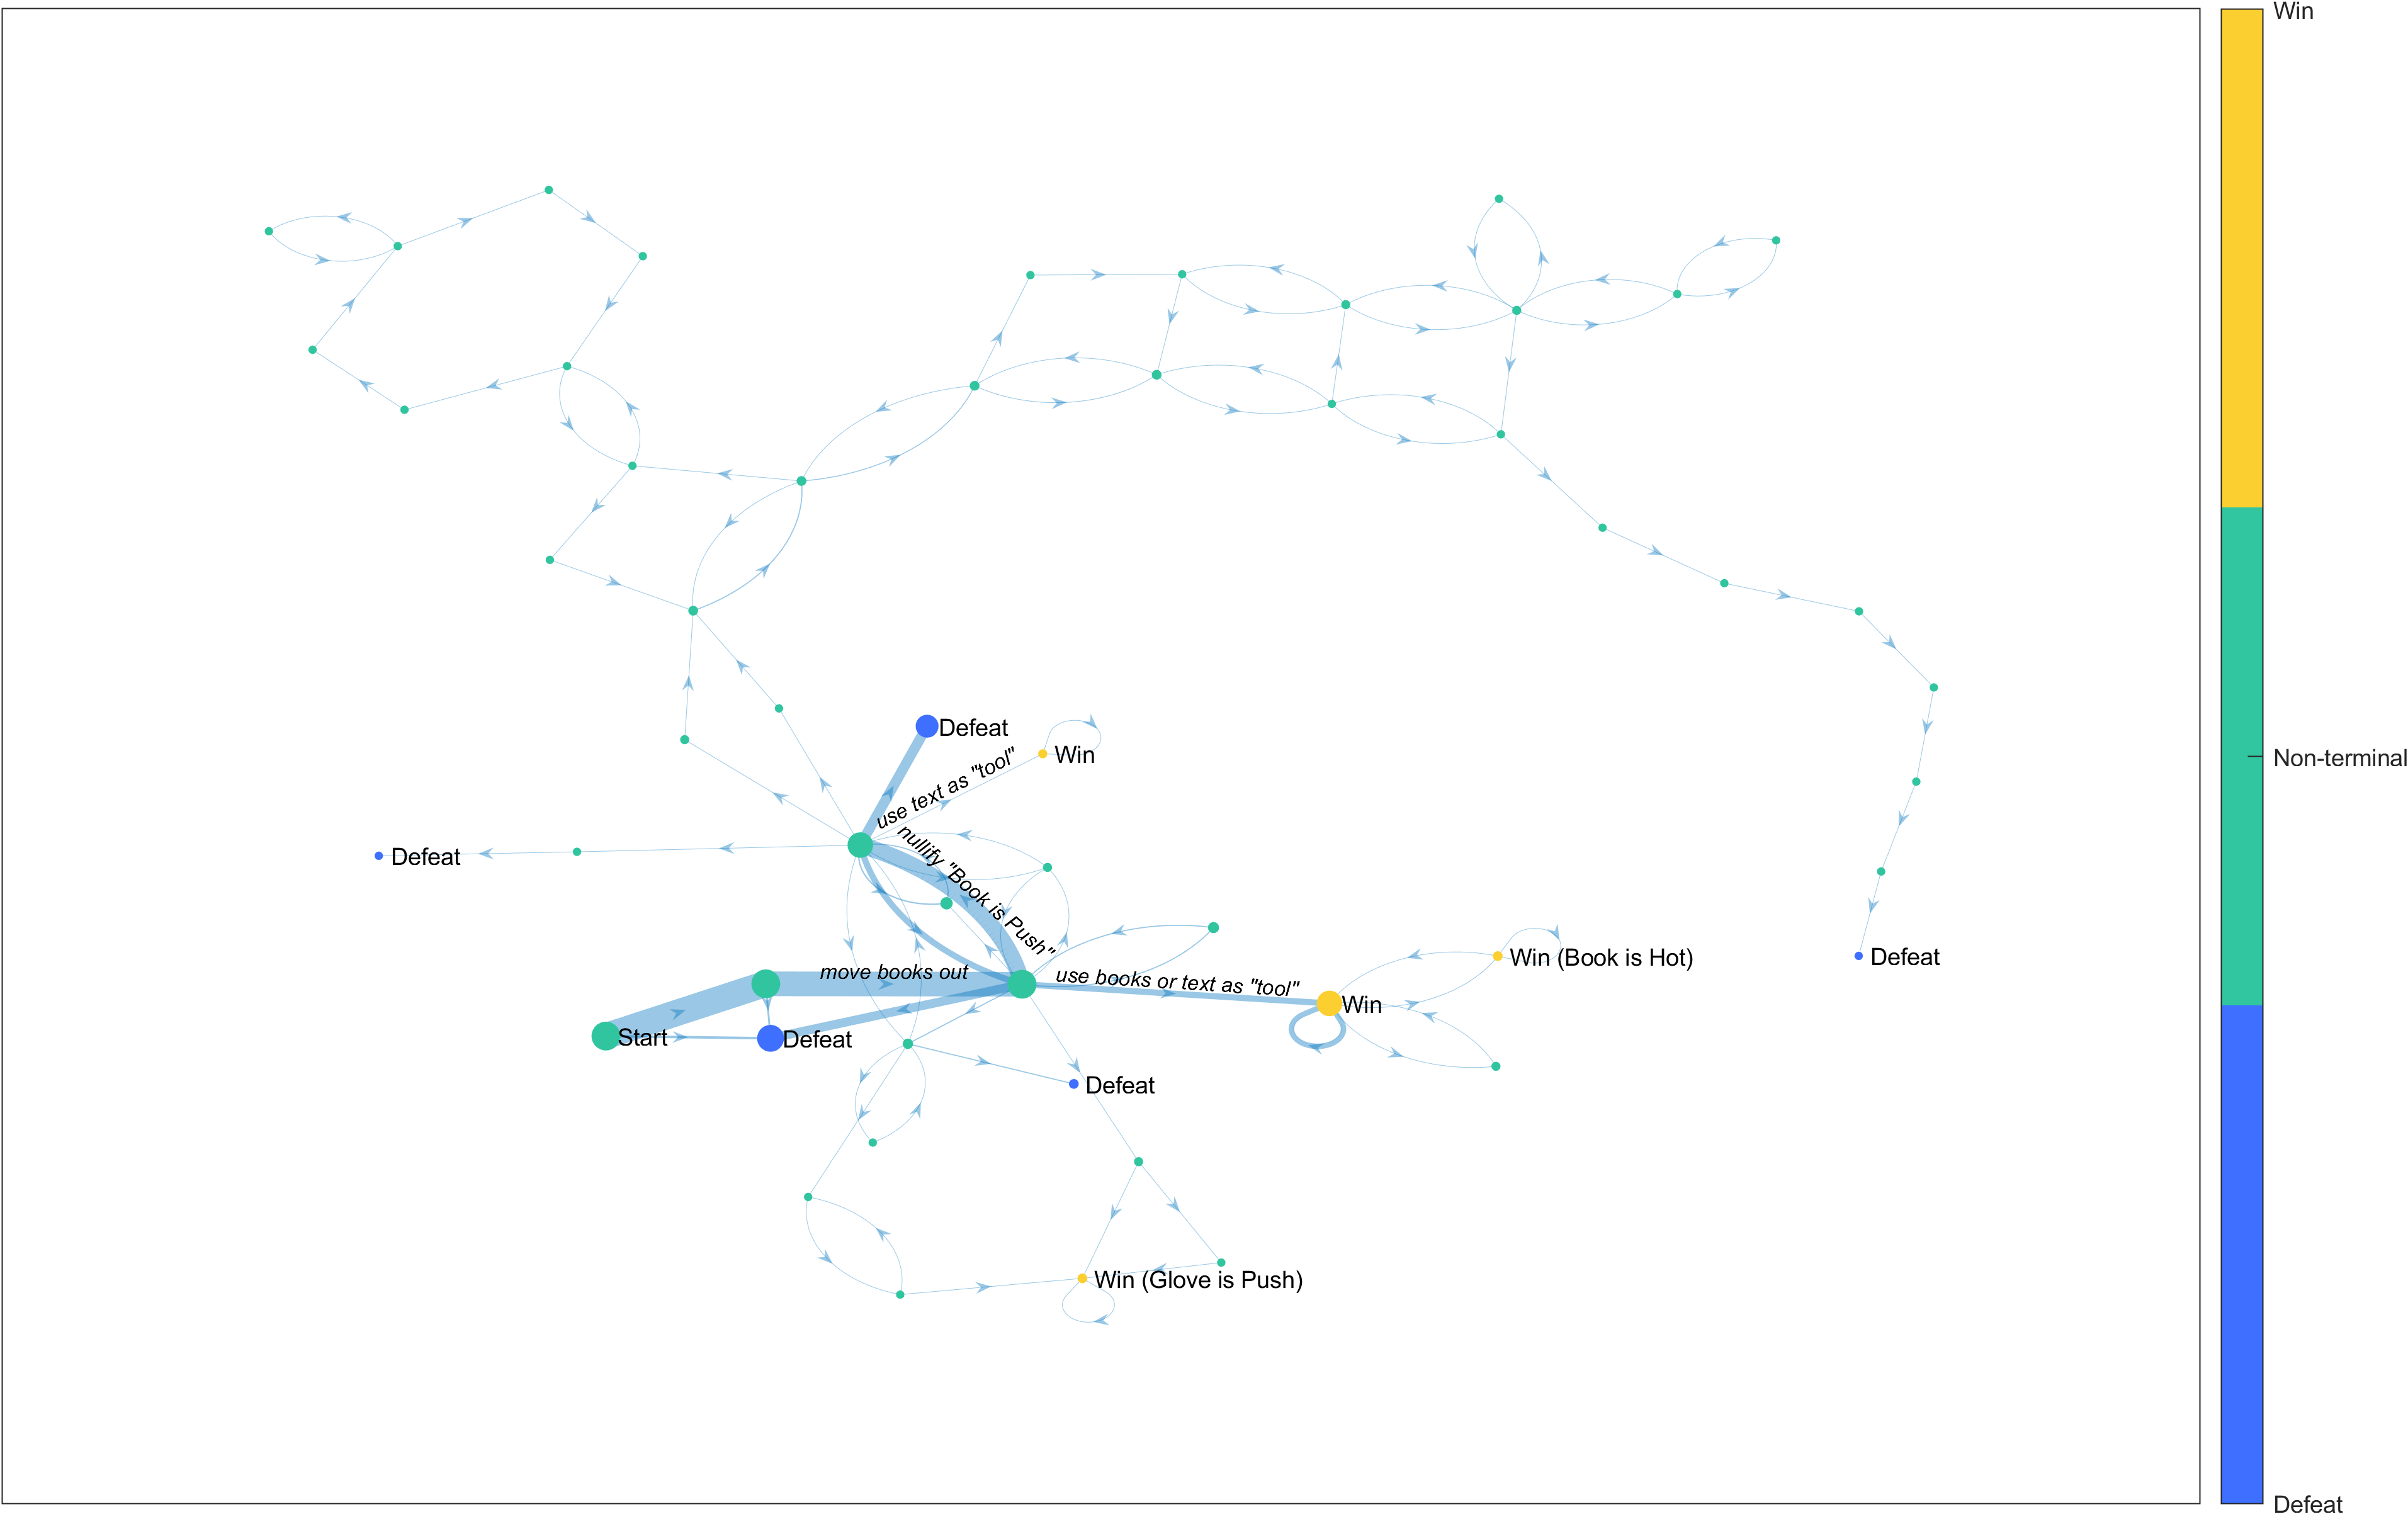 Win
Non-terminal
Defeat
Defeat
Win
use text as "tool"
nullify "Book is Push"
Defeat
move books out
use books or text as "tool"
Win (Book is Hot)
Defeat
Win
Start
Defeat
Defeat
Win (Glove is Push)